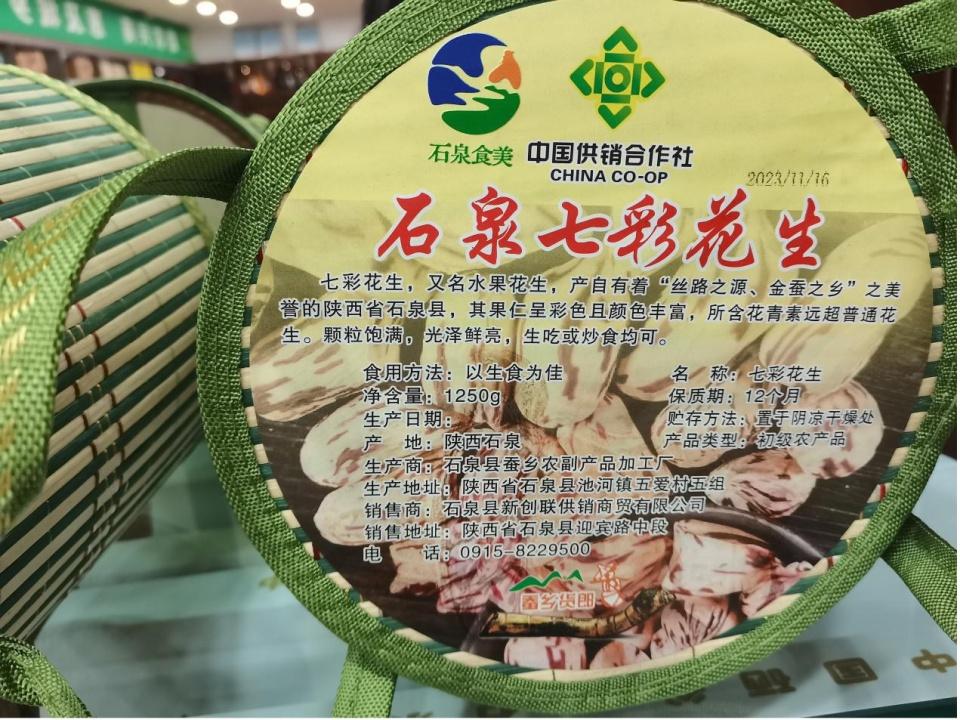 石泉食美
中国供销合作社
CHINA CO-OP
2023/11/16
石泉七彩花生
七彩花生，又名水果花生，产自有着“丝路之源、金蚕之乡”之美
誉的陕西省石泉县，其果仁呈彩色且颜色丰富，所含花青素远超普通花
生。颗粒饱满，光泽鲜亮，生吃或炒食均可。
食用方法：以生食为佳
名 称：七彩花生
净含量：1250g
保质期：12个月
生产日期：
贮存方法：置于阴凉干燥处
产 地：陕西石泉
产品类型：初级农产品
生产商：石泉县蚕乡农副产品加工厂
生产地址：陕西省石泉县池河镇五爱村五组
销售商：石泉县新创联供销商贸有限公司
销售地址：陕西省石泉县迎宾路中段
电 话：0915-8229500
蚕乡货郎
中国硒